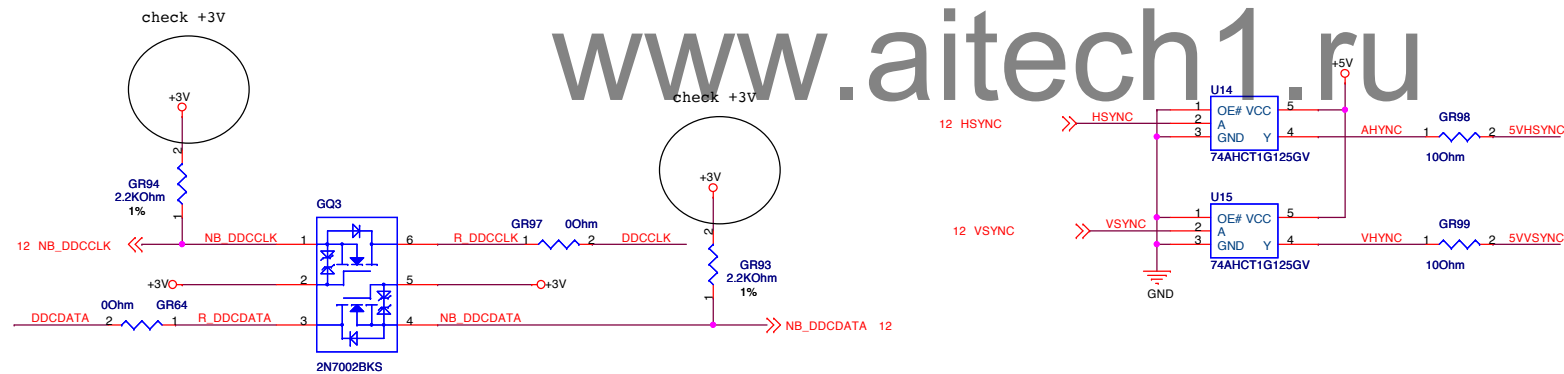 www.aitech1.ru
check +3V
+3V
2
GR94
2.2KOhm
1%
1
12 NB_DDCCLK
NB_DDCCLK
GQ3
1
6
R_DDCCLK
GR97
1
0Ohm
2
DDCCLK
+3V
2
5
+3V
DDCDATA
0Ohm
2
GR64
1
R_DDCDATA
3
4
NB_DDCDATA
2N7002BKS
check +3V
+3V
2
GR93
2.2KOhm
1%
1
NB_DDCDATA 12
+5V
12 HSYNC
HSYNC
U14
1 OE# VCC 5
2 A
3 GND Y 4
74AHCT1G125GV
AHYNC
GR98
1
2
10Ohm
5VHSYNC
12 VSYNC
VSYNC
U15
1 OE# VCC 5
2 A
3 GND Y 4
74AHCT1G125GV
VHYNC
GR99
1
2
10Ohm
5VVSYNC
GND